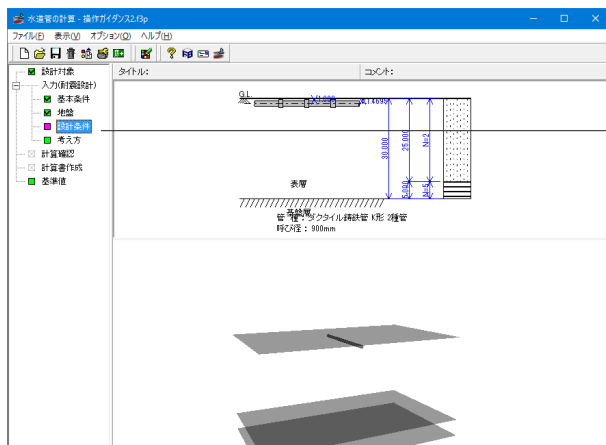 水道管の計算 - 操作ガイダンス2.f3p
ファイル(F) 表示(V) オプション(O) ヘルプ(H)
設計対象
入力(耐震設計)
基本条件
地盤
設計条件
考え方
計算確認
計算書作成
基準値
タイトル:
コメント:
G.L.
30.000
25.000
N=2
5.000
N=5
表層
基盤層
管 種 : ダクタイル鋳鉄管 K形 2種管
呼び径 : 900mm